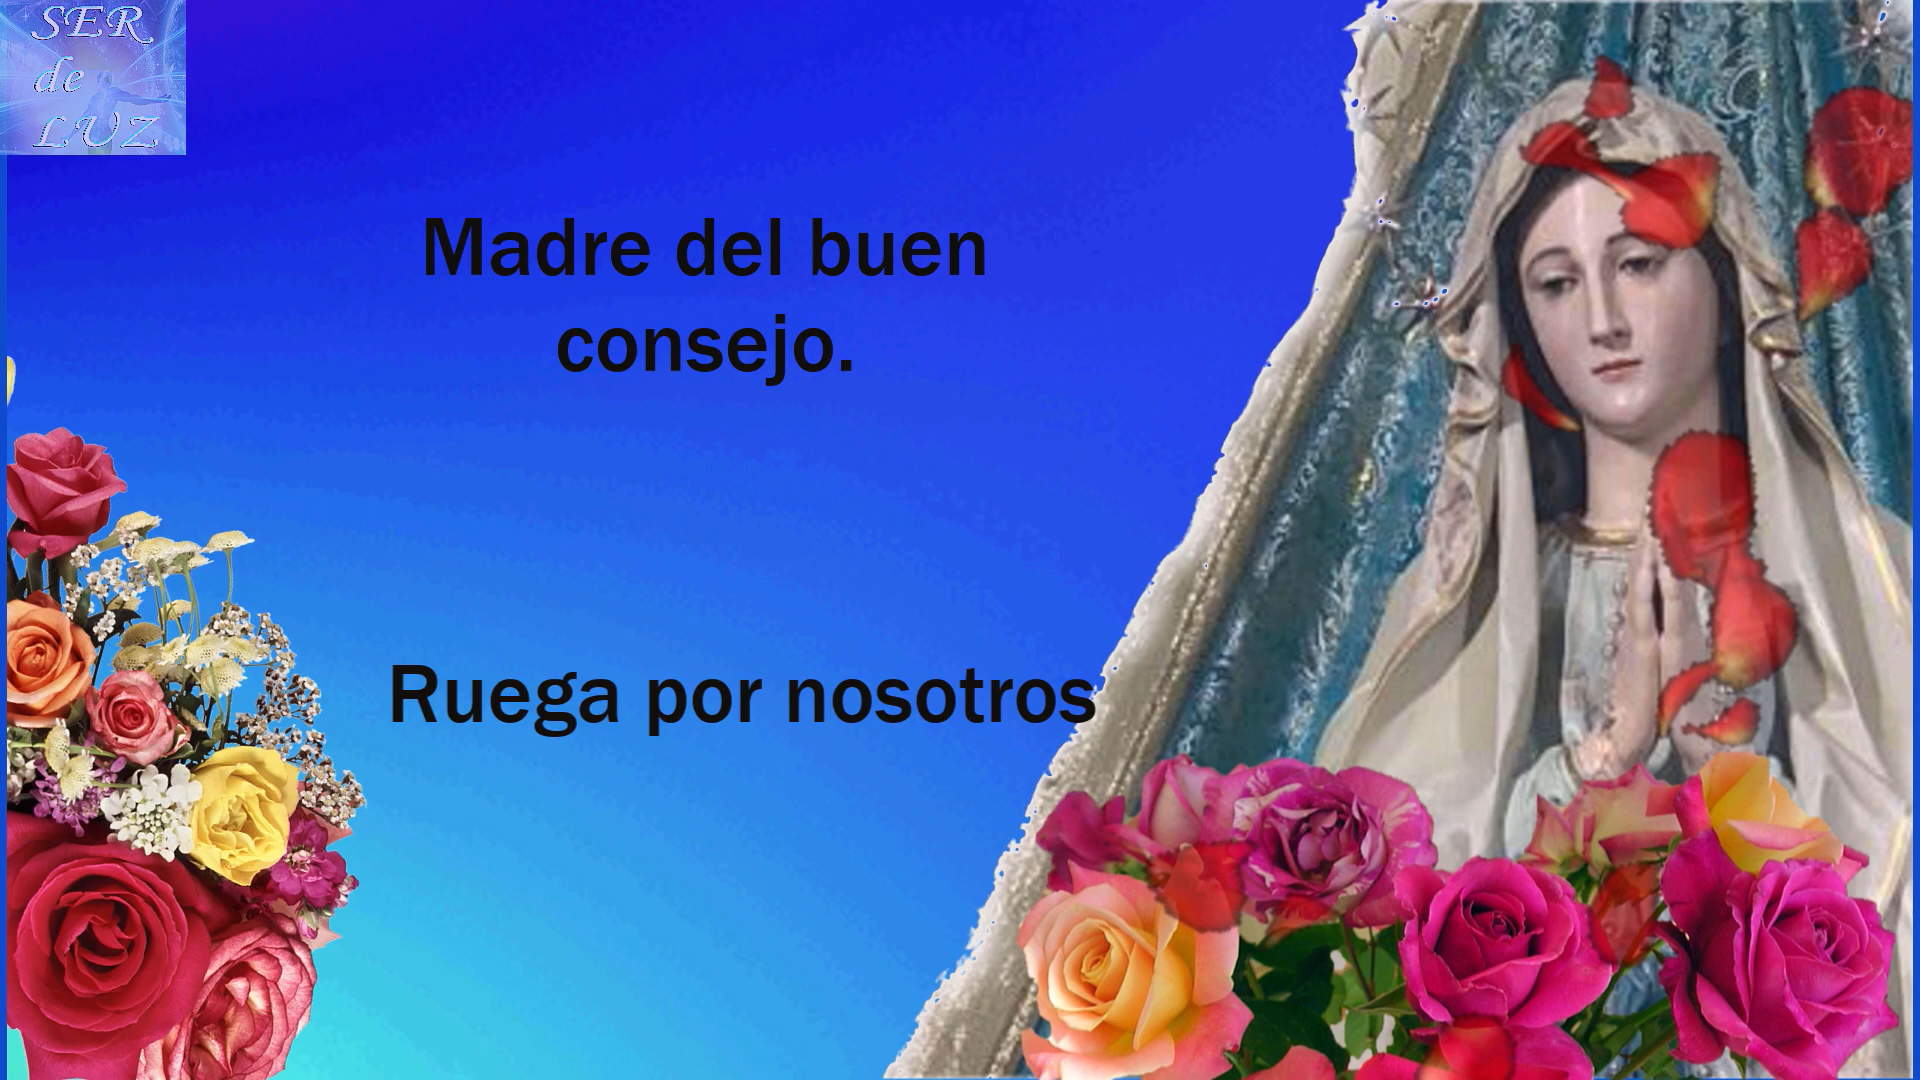 SER
de
LUZ
Madre del buen
consejo.
Ruega por nosotros